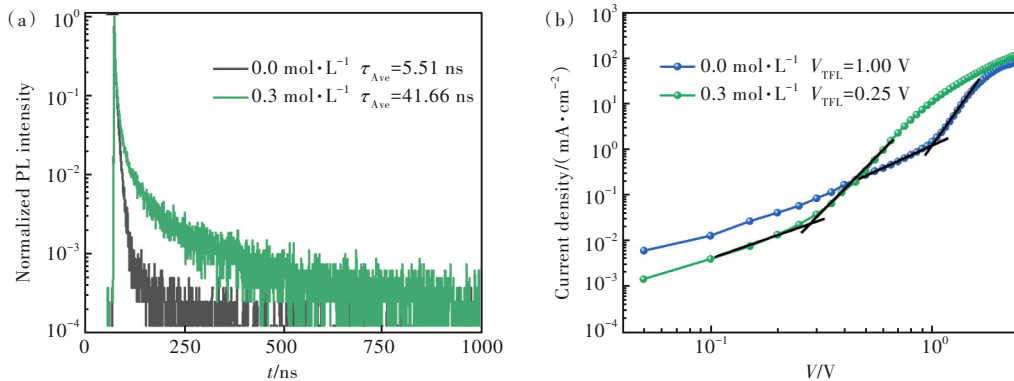 (a)
10⁰
10⁻¹
10⁻²
10⁻³
10⁻⁴
Normalized PL intensity
0.0 mol·L⁻¹ τAve=5.51 ns
0.3 mol·L⁻¹ τAve=41.66 ns
0 250 500 750 1000
t/ns
(b)
10³
10²
10¹
10⁰
10⁻¹
10⁻²
10⁻³
10⁻⁴
Current density/(mA·cm⁻²)
0.0 mol·L⁻¹ VTFL=1.00 V
0.3 mol·L⁻¹ VTFL=0.25 V
10⁻¹ 10⁰
V/V